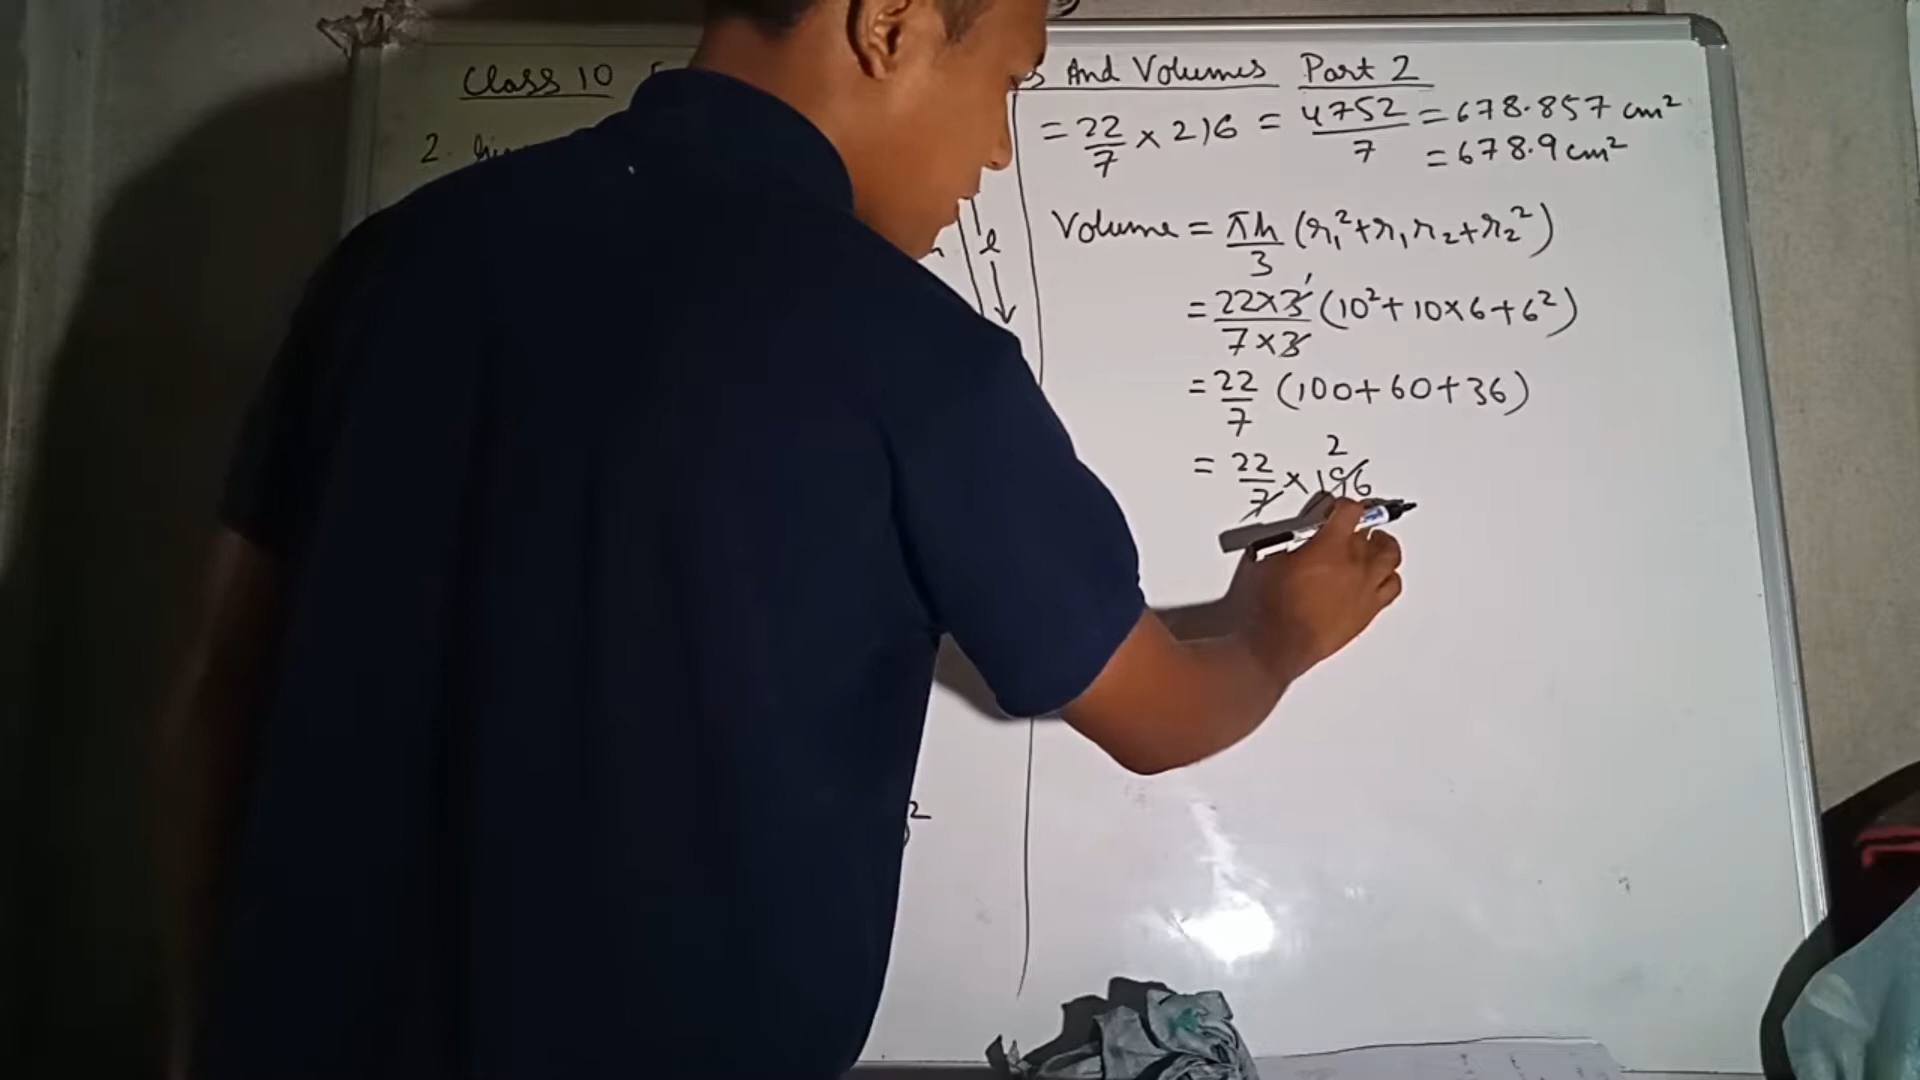 Class 10 And Volumes Part 2
2.
l
2
= 22/7 × 216 = 4752/7 = 678.857 cm²
= 678.9 cm²
Volume = πh/3 (r₁²+r₁r₂+r₂²)
= 22×3/7×3 (10²+10×6+6²)
= 22/7 (100+60+36)
2
= 22/7 × 196